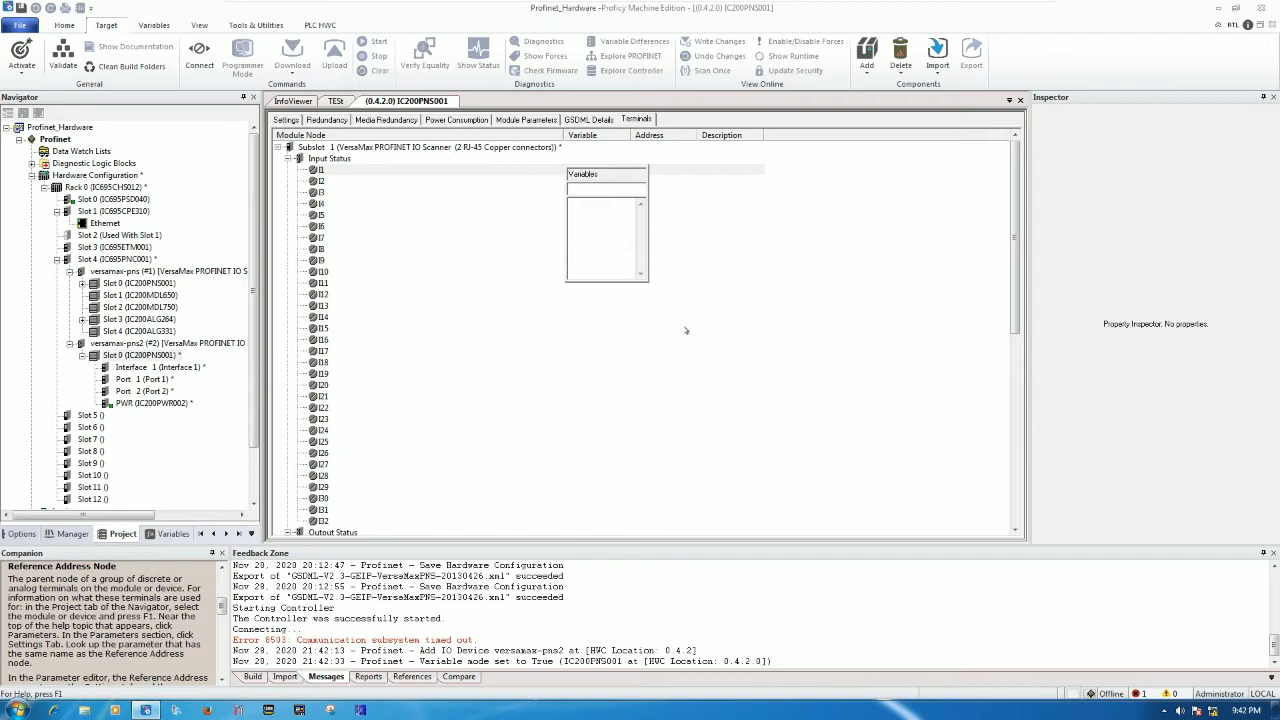 Profinet_Hardware - Proficy Machine Edition - [(0.4.2.0) IC200PNS001]
File Home Target Variables View Tools & Utilities PLC HWC RTL
Activate Validate Show Documentation Clean Build Folders
General
Connect Programmer Mode Download Upload Start Stop Clear
Commands
Verify Equality Show Status Diagnostics Show Forces Check Firmware Variable Differences Explore PROFINET Explore Controller
Diagnostics
Write Changes Undo Changes Scan Once Enable/Disable Forces Show Runtime Update Security
View Online
Add Delete Import Export
Components
Navigator
Profinet_Hardware
Profinet
Data Watch Lists
Diagnostic Logic Blocks
Hardware Configuration *
Rack 0 (IC695CHS012) *
Slot 0 (IC695PSD040)
Slot 1 (IC695CPE310)
Ethernet
Slot 2 (Used With Slot 1)
Slot 3 (IC695ETM001)
Slot 4 (IC695PNC001)
versamax-pns (#1) [VersaMax PROFINET IO S
Slot 0 (IC200PNS001)
Slot 1 (IC200MDL650)
Slot 2 (IC200MDL750)
Slot 3 (IC200ALG264)
Slot 4 (IC200ALG331)
versamax-pns2 (#2) [VersaMax PROFINET IO
Slot 0 (IC200PNS001) *
Interface 1 (Interface 1) *
Port 1 (Port 1) *
Port 2 (Port 2) *
PWR (IC200PWR002) *
Slot 5 ()
Slot 6 ()
Slot 7 ()
Slot 8 ()
Slot 9 ()
Slot 10 ()
Slot 11 ()
Slot 12 ()
Options Manager Project Variables
InfoViewer TESt (0.4.2.0) IC200PNS001
Settings Redundancy Media Redundancy Power Consumption Module Parameters GSDML Details Terminals
Module Node Variable Address Description
Subslot 1 (VersaMax PROFINET IO Scanner (2 RJ-45 Copper connectors)) *
Input Status
I1
I2
I3
I4
I5
I6
I7
I8
I9
I10
I11
I12
I13
I14
I15
I16
I17
I18
I19
I20
I21
I22
I23
I24
I25
I26
I27
I28
I29
I30
I31
I32
Output Status
Variables
Inspector
Property Inspector: No properties.
Companion
Reference Address Node
The parent node of a group of discrete or
analog terminals on the module or device. For
information on what these terminals are used
for: in the Project tab of the Navigator, select
the module or device and press F1. Near the
top of the help topic that appears, click
Parameters. In the Parameters section, click
Settings Tab. Look up the parameter that has
the same name as the Reference Address
node.
In the Parameter editor, the Reference Address
Feedback Zone
Nov 28, 2020 20:12:47 - Profinet - Save Hardware Configuration
Export of "GSDML-V2.3-GEIP-VersaMaxPNS-20130426.xml" succeeded
Nov 28, 2020 20:12:55 - Profinet - Save Hardware Configuration
Export of "GSDML-V2.3-GEIP-VersaMaxPNS-20130426.xml" succeeded
Starting Controller
The Controller was successfully started.
Connecting...
Error 8503: Communication subsystem timed out.
Nov 28, 2020 21:42:13 - Profinet - Add IO Device versamax-pns2 at [HWC Location: 0.4.2]
Nov 28, 2020 21:42:33 - Profinet - Variable mode set to True (IC200PNS001 at [HWC Location: 0.4.2.0])
Build Import Messages Reports References Compare
For Help, press F1
Offline 1 0 Administrator LOCAL
9:42 PM